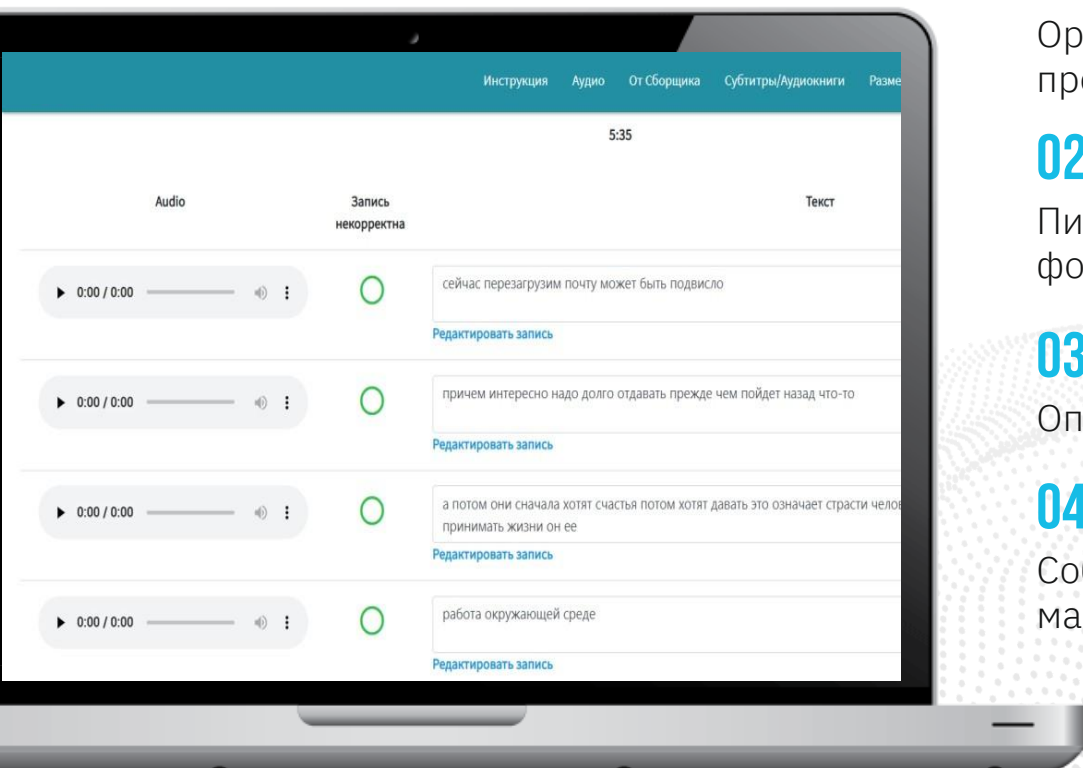 Инструкция Аудио От Сборщика Субтитры/Аудиокниги
5:35
Audio Запись некорректна Текст
0:00 / 0:00
сейчас перезагрузим почту может быть подвисло
Редактировать запись
0:00 / 0:00
причем интересно надо долго отдавать прежде чем пойдет назад что-то
Редактировать запись
0:00 / 0:00
а потом они сначала хотят счастья потом хотят давать это означает страсти
принимать жизни он ее
Редактировать запись
0:00 / 0:00
работа окружающей среде
Редактировать запись
02
03
04